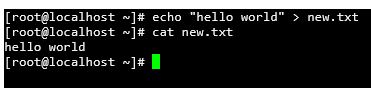 [root@localhost ~]# echo "hello world" > new.txt
[root@localhost ~]# cat new.txt
hello world
[root@localhost ~]#